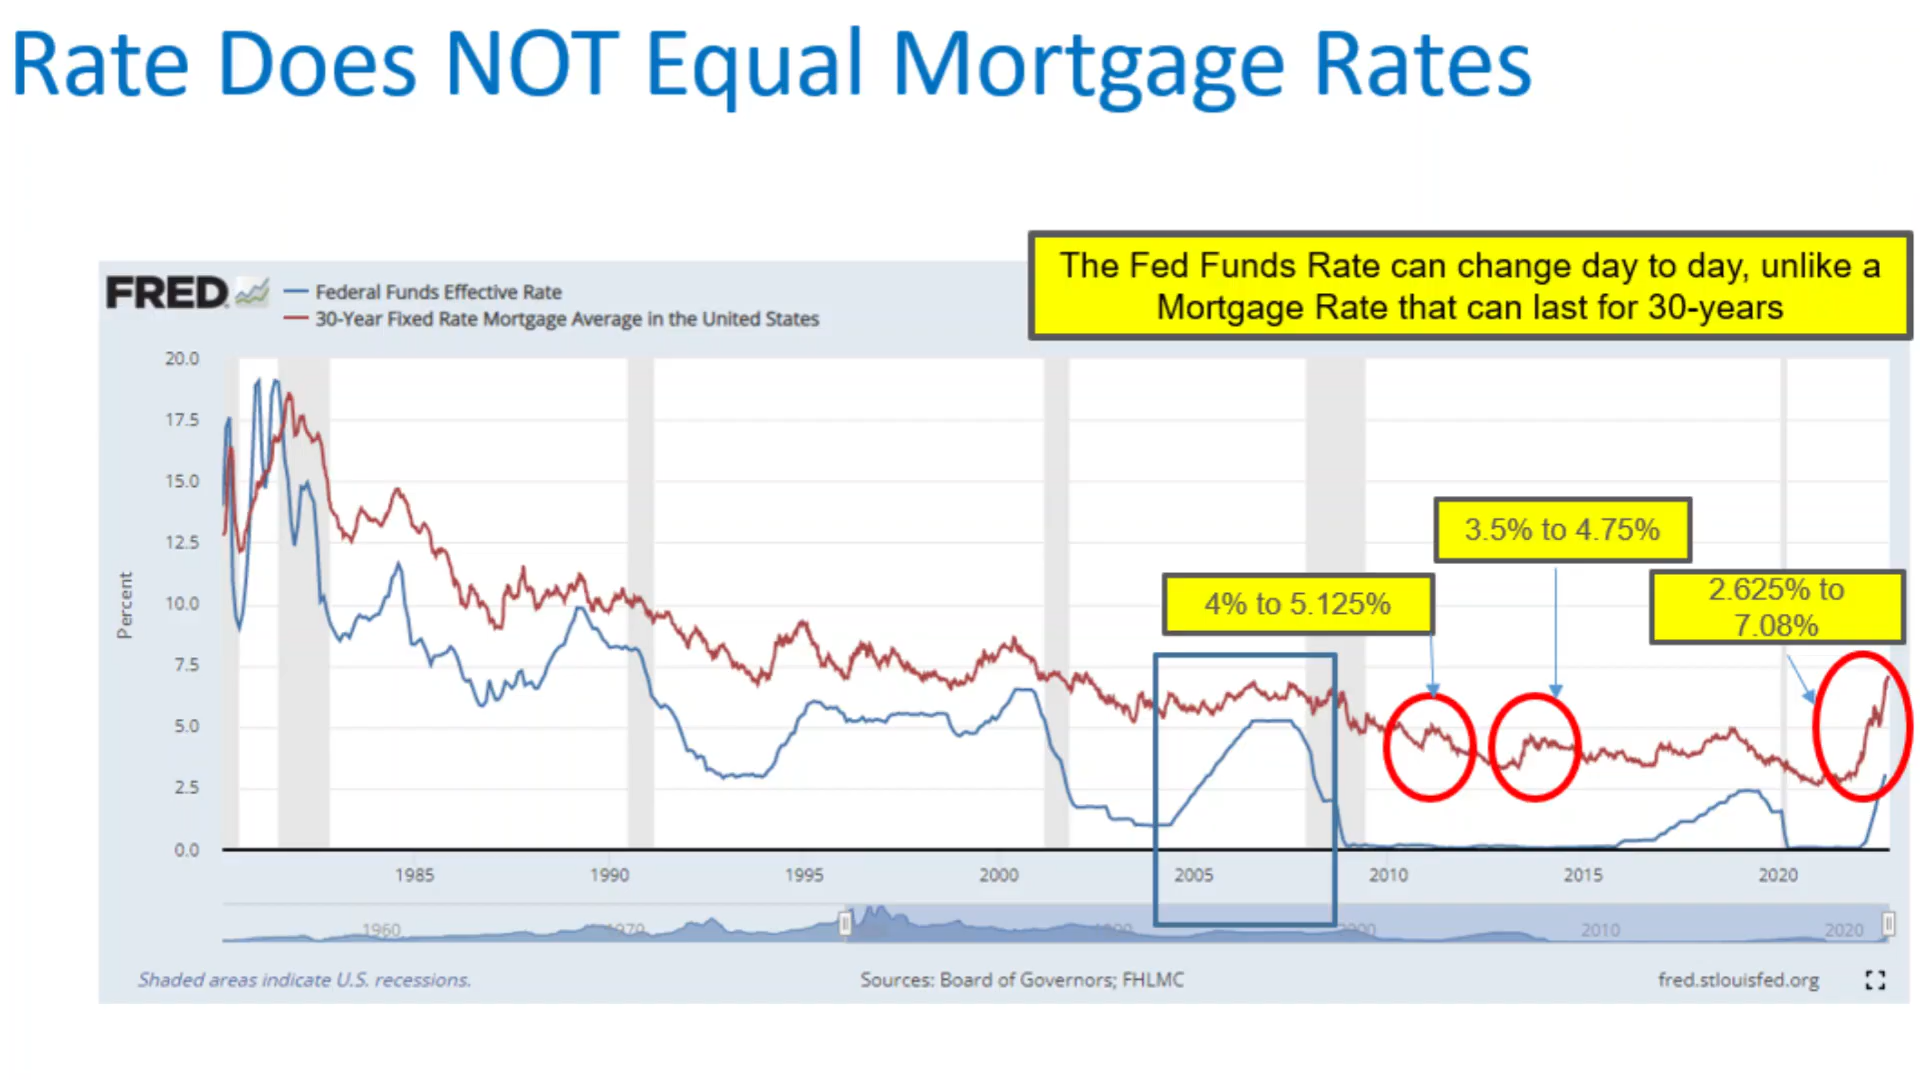 Rate Does NOT Equal Mortgage Rates
The Fed Funds Rate can change day to day, unlike a
Mortgage Rate that can last for 30-years
FRED
Federal Funds Effective Rate
30-Year Fixed Rate Mortgage Average in the United States
20.0
17.5
15.0
12.5
10.0
7.5
5.0
2.5
0.0
Percent
3.5% to 4.75%
4% to 5.125%
2.625% to
7.08%
1985 1990 1995 2000 2005 2010 2015 2020
1960 1970 2000 2010 2020
Shaded areas indicate U.S. recessions.
Sources: Board of Governors; FHLMC
fred.stlouisfed.org